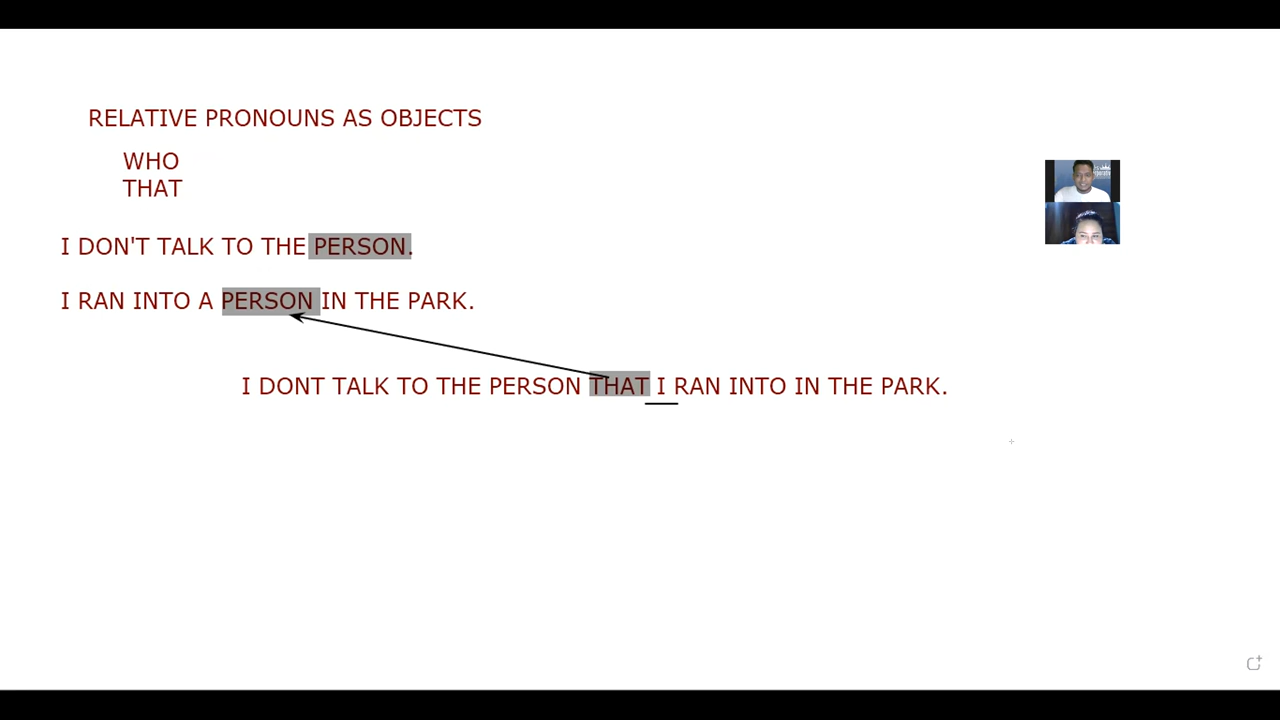 RELATIVE PRONOUNS AS OBJECTS
WHO
THAT
I DON'T TALK TO THE PERSON.
I RAN INTO A PERSON IN THE PARK.
I DONT TALK TO THE PERSON THAT I RAN INTO IN THE PARK.